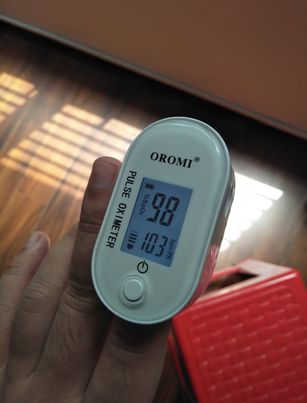 OROMI®
PULSE OXIMETER
%SpO₂
98
bpm PR
103